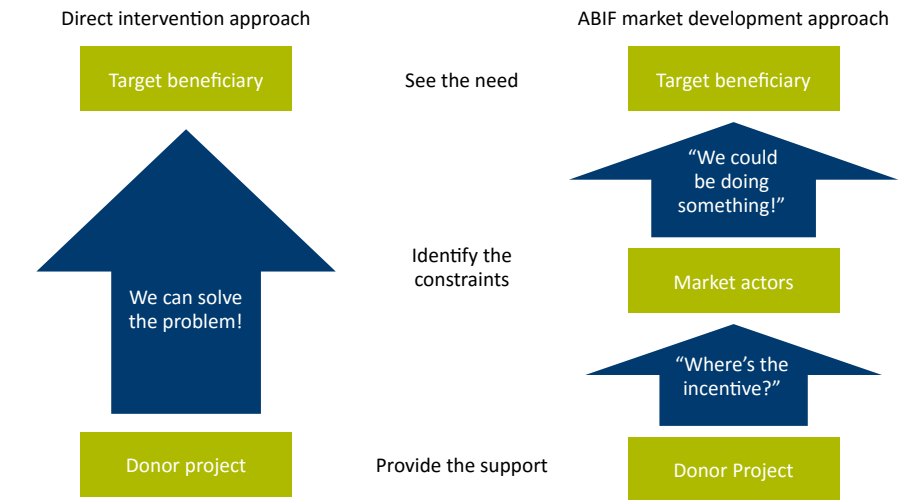 Direct intervention approach
ABIF market development approach
Target beneficiary
See the need
Target beneficiary
“We could
be doing
something!”
Identify the
constraints
Market actors
We can solve
the problem!
“Where’s the
incentive?”
Donor project
Provide the support
Donor Project